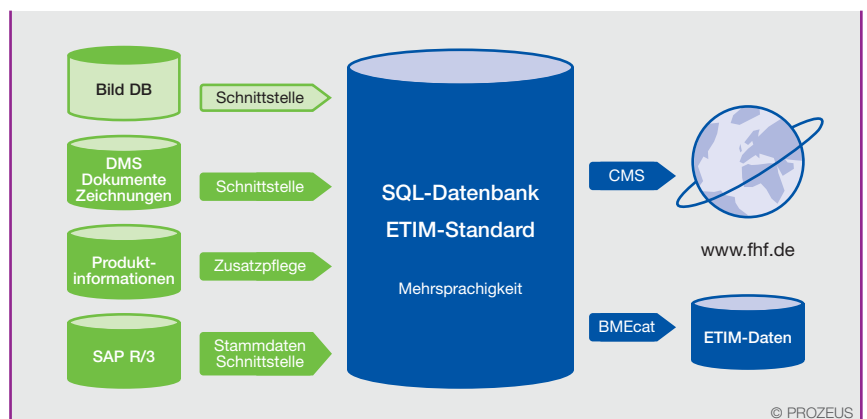 Bild DB
Schnittstelle
DMS
Dokumente
Zeichnungen
Schnittstelle
Produkt-
informationen
Zusatzpflege
SAP R/3
Stammdaten
Schnittstelle
SQL-Datenbank
ETIM-Standard
Mehrsprachigkeit
CMS
www.fhf.de
BMEcat
ETIM-Daten
© PROZEUS